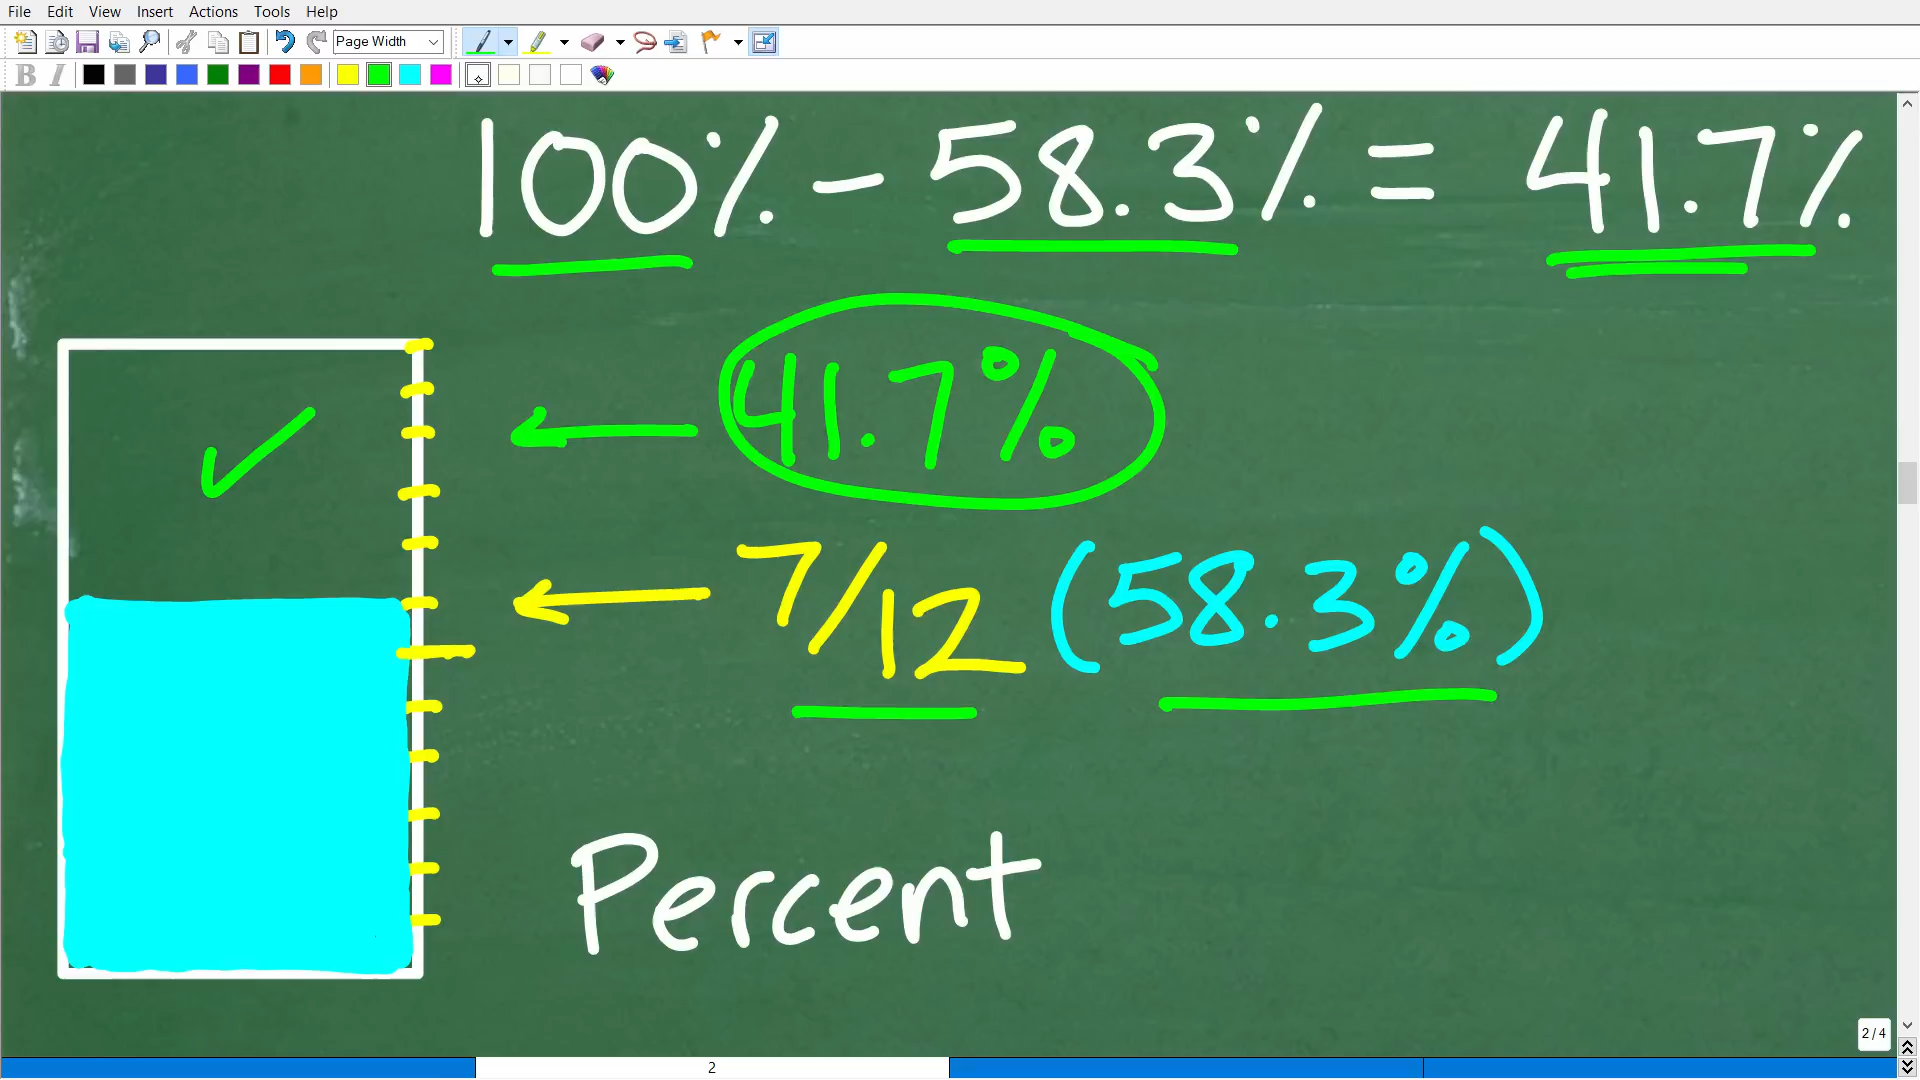 File Edit View Insert Actions Tools Help
Page Width
B I
100% - 58.3% = 41.7%
41.7%
7/12 (58.3%)
Percent
2 / 4
2